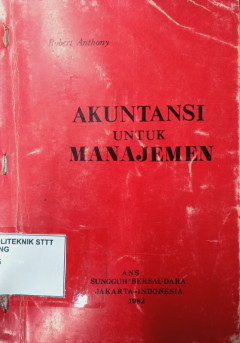 Robert Anthony
AKUNTANSI
UNTUK
MANAJEMEN
LITEKNIK STTT
NG
ANS
SUNGGUH BERSAUDARA
JAKARTA-INDONESIA
1982